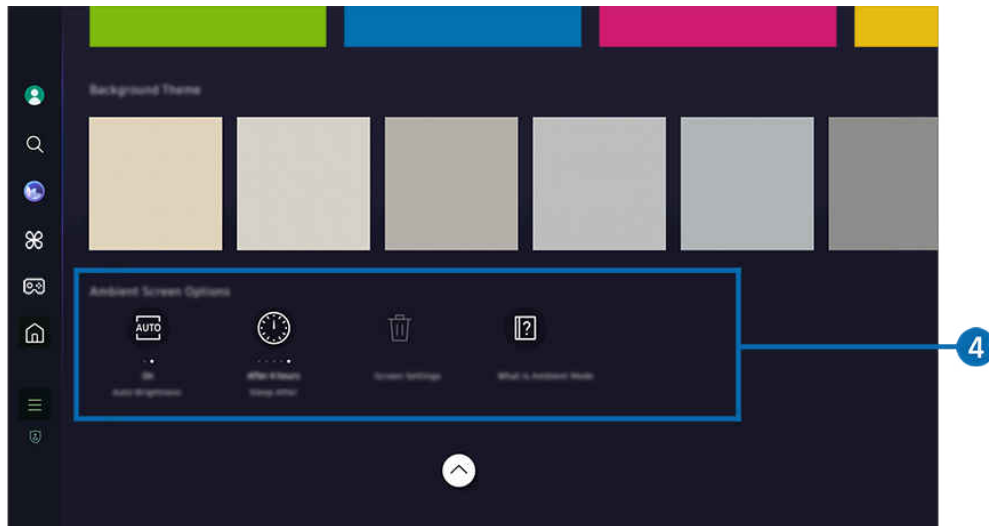 Background Theme
Ambient Screen Options
AUTO
?
On
After 4 hours
Screen Settings
What is Ambient Mode
Auto Brightness
Sleep After
4